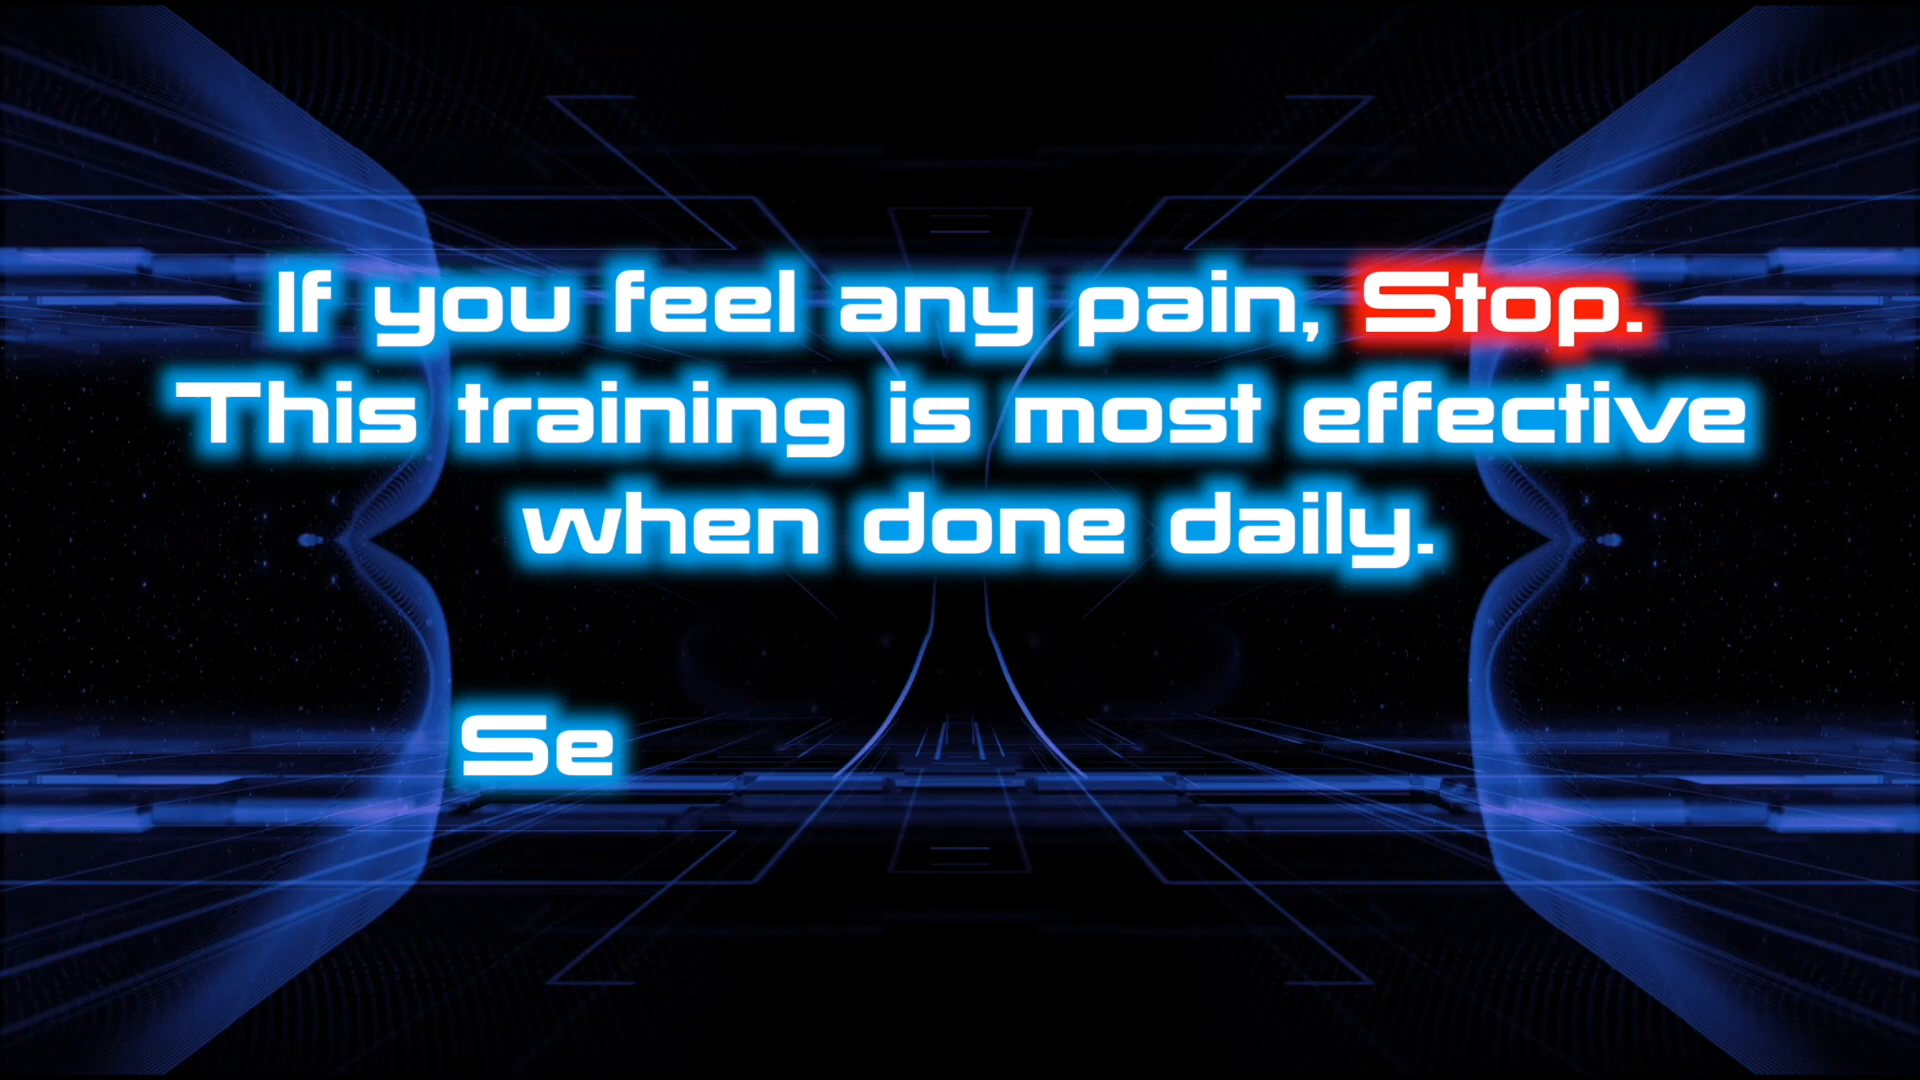 If you feel any pain, Stop.
This training is most effective
when done daily.
Se